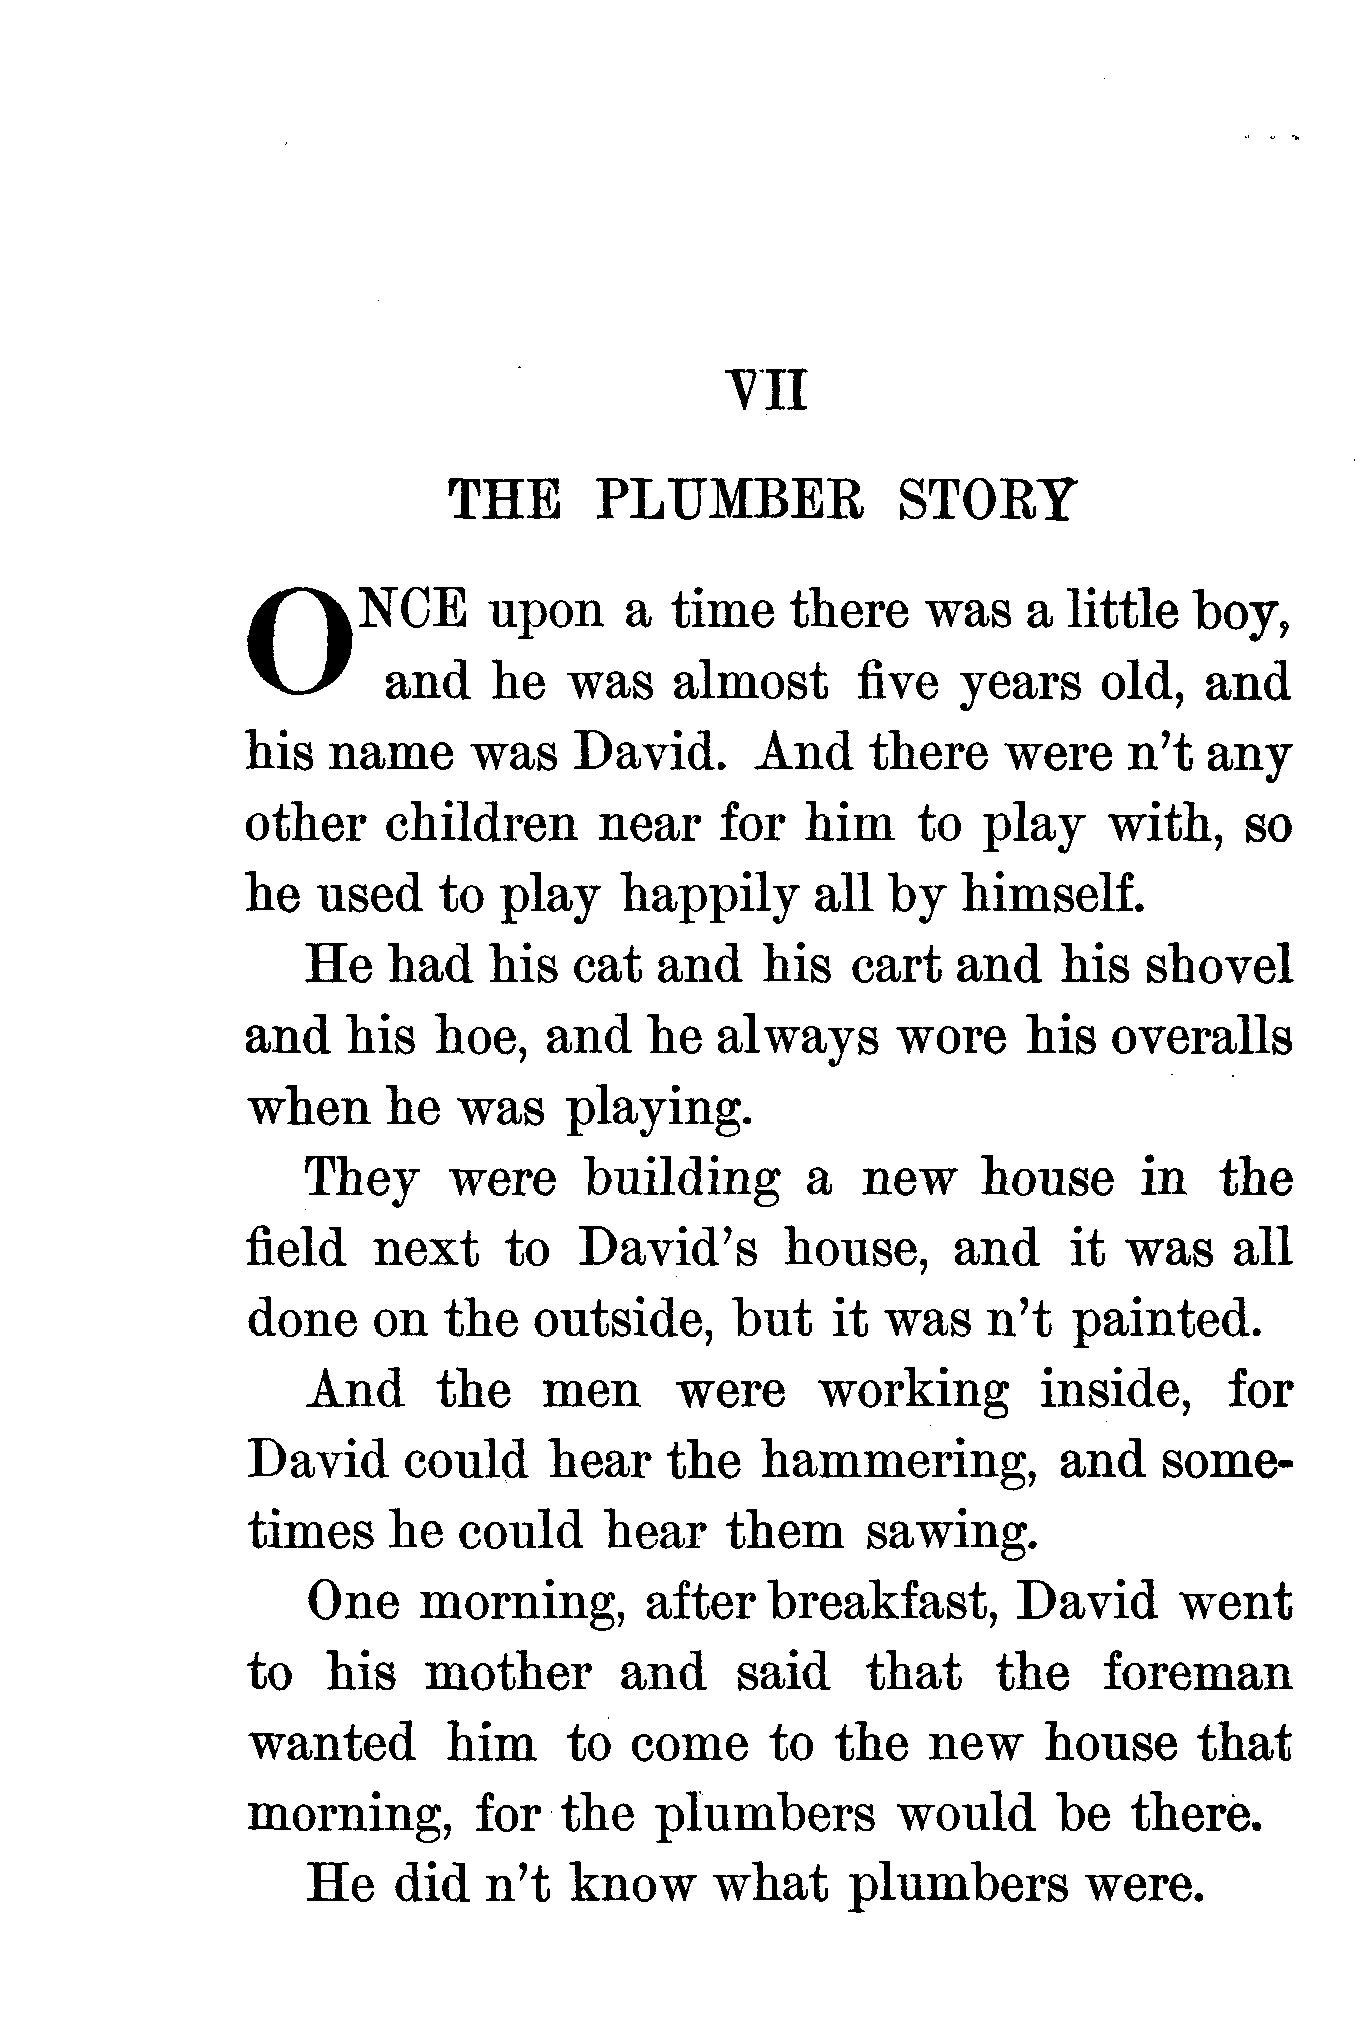 VII
THE PLUMBER STORY
ONCE upon a time there was a little boy,
and he was almost five years old, and
his name was David. And there were n't any
other children near for him to play with, so
he used to play happily all by himself.
He had his cat and his cart and his shovel
and his hoe, and he always wore his overalls
when he was playing.
They were building a new house in the
field next to David's house, and it was all
done on the outside, but it was n't painted.
And the men were working inside, for
David could hear the hammering, and some-
times he could hear them sawing.
One morning, after breakfast, David went
to his mother and said that the foreman
wanted him to come to the new house that
morning, for the plumbers would be there.
He did n't know what plumbers were.